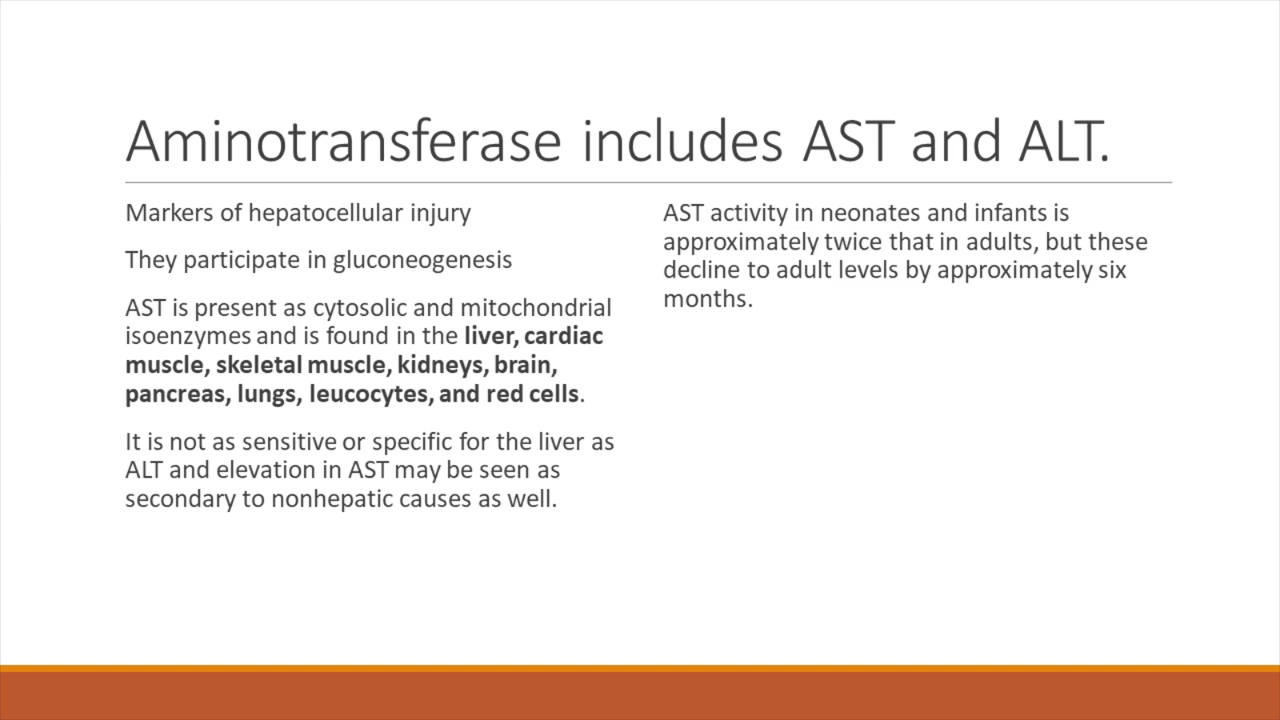 Aminotransferase includes AST and ALT.
Markers of hepatocellular injury
They participate in gluconeogenesis
AST is present as cytosolic and mitochondrial
isoenzymes and is found in the liver, cardiac
muscle, skeletal muscle, kidneys, brain,
pancreas, lungs, leucocytes, and red cells.
It is not as sensitive or specific for the liver as
ALT and elevation in AST may be seen as
secondary to nonhepatic causes as well.
AST activity in neonates and infants is
approximately twice that in adults, but these
decline to adult levels by approximately six
months.